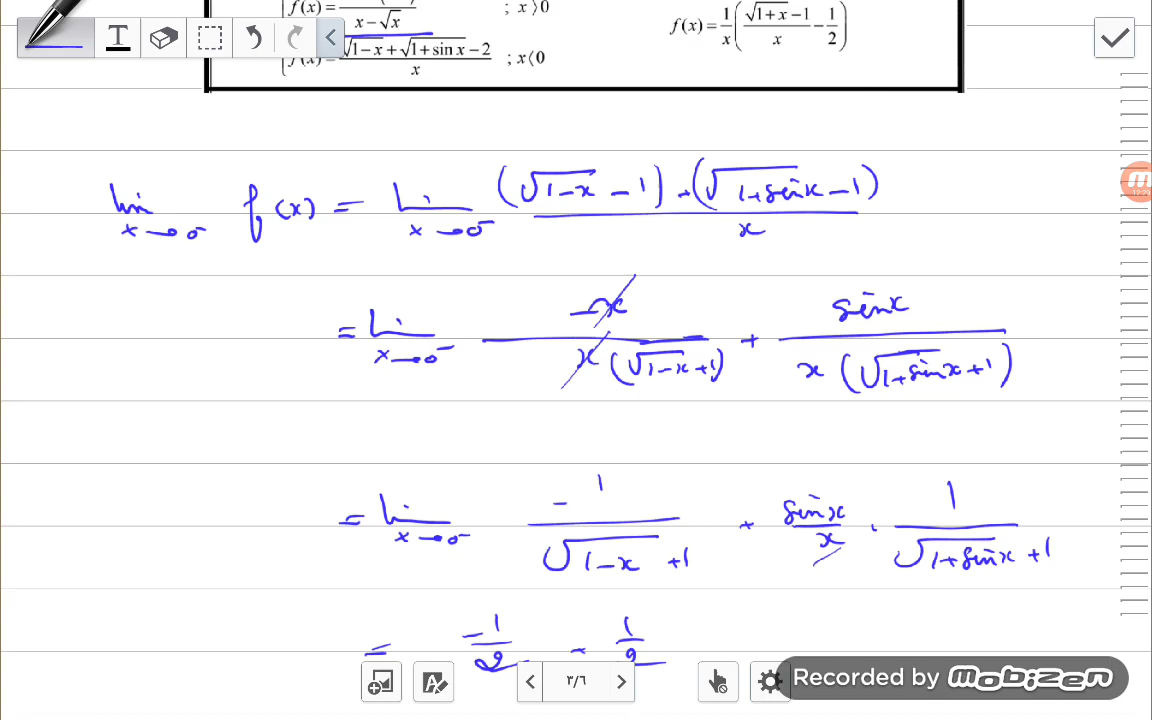 f(x) = / x − √x ; x ⟩ 0
f(x) = 1/x ( (√1+x − 1)/x − 1/2 )
f(x) = (√1−x + √1+sin x − 2)/x ; x ⟨ 0
lim x→0⁻ f(x) = lim x→0⁻ ((√1−x − 1) + (√1+sin x − 1))/x
= lim x→0⁻ −x/(x(√1−x + 1)) + sin x/(x(√1+sin x + 1))
= lim x→0⁻ −1/(√1−x + 1) + sin x/x · 1/(√1+sin x + 1)
= −1/2 + 1/2
T
٣/٦
Recorded by mobizen